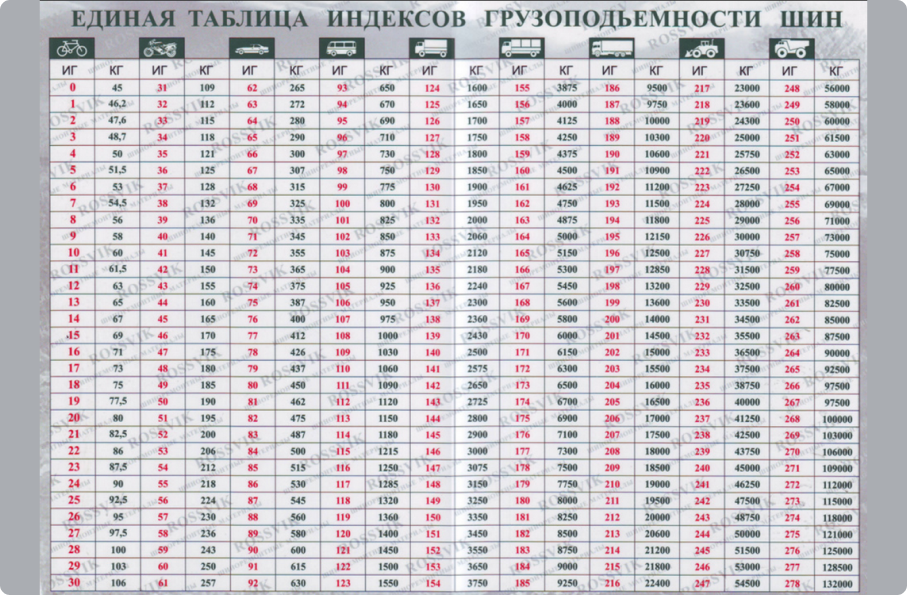 ЕДИНАЯ ТАБЛИЦА ИНДЕКСОВ ГРУЗОПОДЬЕМНОСТИ ШИН
ИГ КГ ИГ КГ ИГ КГ ИГ КГ ИГ КГ ИГ КГ ИГ КГ ИГ КГ ИГ КГ
0 45 31 109 62 265 93 650 124 1600 155 3875 186 9500 217 23000 248 56000
1 46,2 32 112 63 272 94 670 125 1650 156 4000 187 9750 218 23600 249 58000
2 47,6 33 115 64 280 95 690 126 1700 157 4125 188 10000 219 24300 250 60000
3 48,7 34 118 65 290 96 710 127 1750 158 4250 189 10300 220 25000 251 61500
4 50 35 121 66 300 97 730 128 1800 159 4375 190 10600 221 25750 252 63000
5 51,5 36 125 67 307 98 750 129 1850 160 4500 191 10900 222 26500 253 65000
6 53 37 128 68 315 99 775 130 1900 161 4625 192 11200 223 27250 254 67000
7 54,5 38 132 69 325 100 800 131 1950 162 4750 193 11500 224 28000 255 69000
8 56 39 136 70 335 101 825 132 2000 163 4875 194 11800 225 29000 256 71000
9 58 40 140 71 345 102 850 133 2060 164 5000 195 12150 226 30000 257 73000
10 60 41 145 72 355 103 875 134 2120 165 5150 196 12500 227 30750 258 75000
11 61,5 42 150 73 365 104 900 135 2180 166 5300 197 12850 228 31500 259 77500
12 63 43 155 74 375 105 925 136 2240 167 5450 198 13200 229 32500 260 80000
13 65 44 160 75 387 106 950 137 2300 168 5600 199 13600 230 33500 261 82500
14 67 45 165 76 400 107 975 138 2360 169 5800 200 14000 231 34500 262 85000
15 69 46 170 77 412 108 1000 139 2430 170 6000 201 14500 232 35500 263 87500
16 71 47 175 78 426 109 1030 140 2500 171 6150 202 15000 233 36500 264 90000
17 73 48 180 79 437 110 1060 141 2575 172 6300 203 15500 234 37500 265 92500
18 75 49 185 80 450 111 1090 142 2650 173 6500 204 16000 235 38750 266 97500
19 77,5 50 190 81 462 112 1120 143 2725 174 6700 205 16500 236 40000 267 97500
20 80 51 195 82 475 113 1150 144 2800 175 6900 206 17000 237 41250 268 100000
21 82,5 52 200 83 487 114 1180 145 2900 176 7100 207 17500 238 42500 269 103000
22 86 53 206 84 500 115 1215 146 3000 177 7300 208 18000 239 43750 270 106000
23 87,5 54 212 85 515 116 1250 147 3075 178 7500 209 18500 240 45000 271 109000
24 90 55 218 86 530 117 1285 148 3150 179 7750 210 19000 241 46250 272 112000
25 92,5 56 224 87 545 118 1320 149 3250 180 8000 211 19500 242 47500 273 115000
26 95 57 230 88 560 119 1360 150 3350 181 8250 212 20000 243 48750 274 118000
27 97,5 58 236 89 580 120 1400 151 3450 182 8500 213 20600 244 50000 275 121000
28 100 59 243 90 600 121 1450 152 3550 183 8750 214 21200 245 51500 276 125000
29 103 60 250 91 615 122 1500 153 3650 184 9000 215 21800 246 53000 277 128500
30 106 61 257 92 630 123 1550 154 3750 185 9250 216 22400 247 54500 278 132000